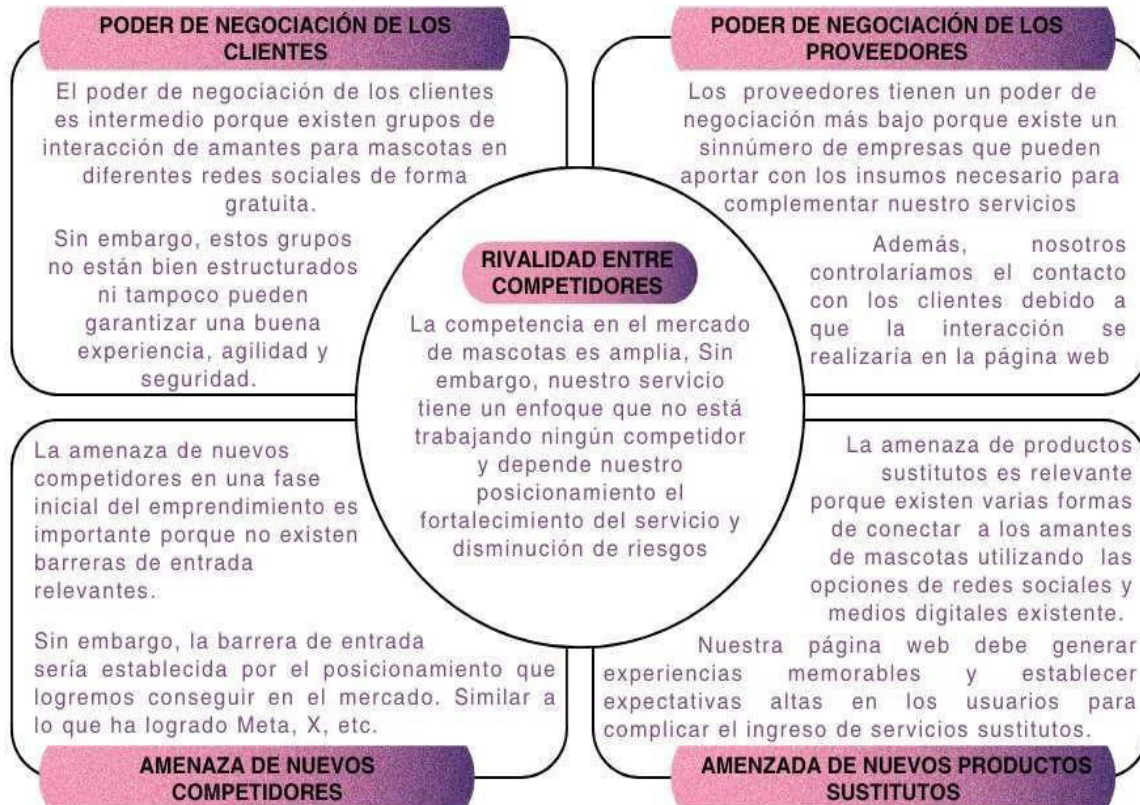 PODER DE NEGOCIACIÓN DE LOS
CLIENTES
El poder de negociación de los clientes
es intermedio porque existen grupos de
interacción de amantes para mascotas en
diferentes redes sociales de forma
gratuita.
Sin embargo, estos grupos
no están bien estructurados
ni tampoco pueden
garantizar una buena
experiencia, agilidad y
seguridad.
PODER DE NEGOCIACIÓN DE LOS
PROVEEDORES
Los proveedores tienen un poder de
negociación más bajo porque existe un
sinnúmero de empresas que pueden
aportar con los insumos necesario para
complementar nuestro servicios
Además, nosotros
controlaríamos el contacto
con los clientes debido a
que la interacción se
realizaría en la página web
RIVALIDAD ENTRE
COMPETIDORES
La competencia en el mercado
de mascotas es amplia, Sin
embargo, nuestro servicio
tiene un enfoque que no está
trabajando ningún competidor
y depende nuestro
posicionamiento el
fortalecimiento del servicio y
disminución de riesgos
La amenaza de nuevos
competidores en una fase
inicial del emprendimiento es
importante porque no existen
barreras de entrada
relevantes.
Sin embargo, la barrera de entrada
sería establecida por el posicionamiento que
logremos conseguir en el mercado. Similar a
lo que ha logrado Meta, X, etc.
AMENAZA DE NUEVOS
COMPETIDORES
La amenaza de productos
sustitutos es relevante
porque existen varias formas
de conectar a los amantes
de mascotas utilizando las
opciones de redes sociales y
medios digitales existente.
Nuestra página web debe generar
experiencias memorables y establecer
expectativas altas en los usuarios para
complicar el ingreso de servicios sustitutos.
AMENZADA DE NUEVOS PRODUCTOS
SUSTITUTOS